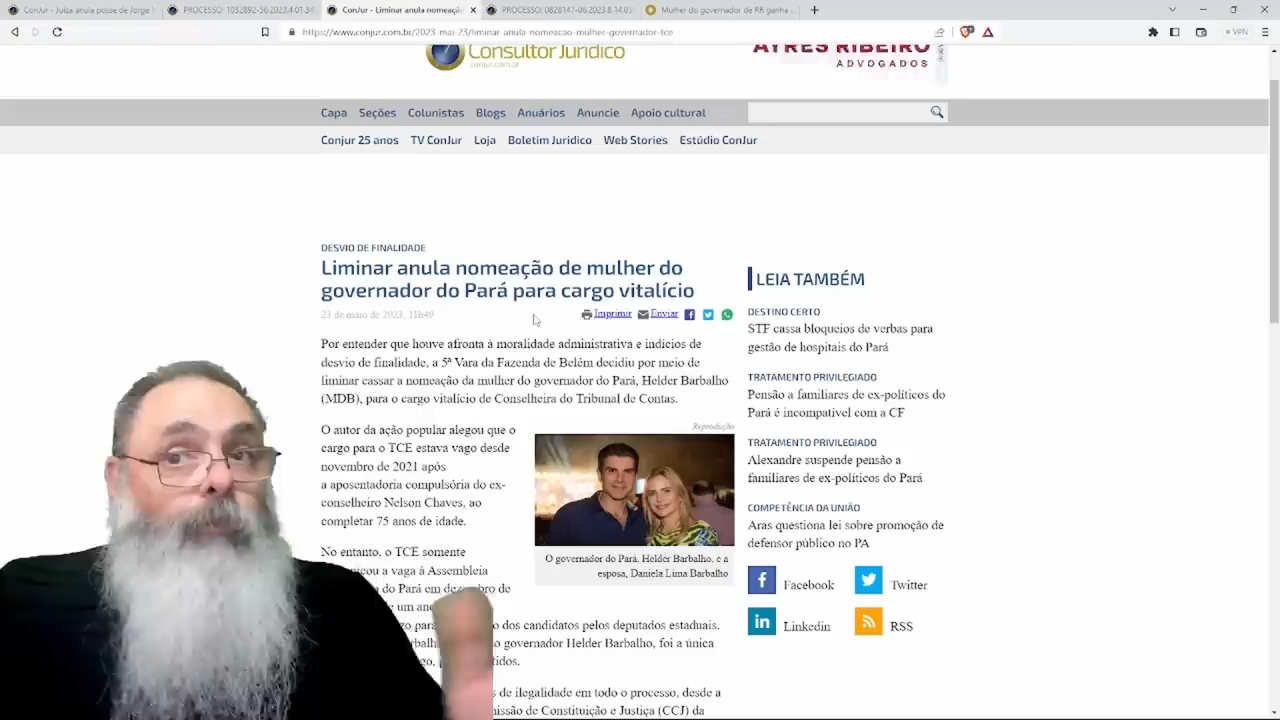 ConJur - Juíza anula posse de Jorge M
PROCESSO: 1032892-56.2023.4.01.34
ConJur - Liminar anula nomeação
PROCESSO: 0828147-06.2023.8.14.03
Mulher do governador de RR ganha
https://www.conjur.com.br/2023-mai-23/liminar-anula-nomeacao-mulher-governador-tce
VPN
Consultor Jurídico
conjur.com.br
AYRES RIBEIRO
ADVOGADOS
Capa Seções Colunistas Blogs Anuários Anuncie Apoio cultural
Conjur 25 anos TV ConJur Loja Boletim Juridico Web Stories Estúdio ConJur
DESVIO DE FINALIDADE
Liminar anula nomeação de mulher do
governador do Pará para cargo vitalício
23 de maio de 2023, 11h49
Imprimir Enviar
Por entender que houve afronta à moralidade administrativa e indícios de
desvio de finalidade, a 5ª Vara da Fazenda de Belém decidiu por meio de
liminar cassar a nomeação da mulher do governador do Pará, Helder Barbalho
(MDB), para o cargo vitalício de Conselheira do Tribunal de Contas.
Reprodução
O autor da ação popular alegou que o
cargo para o TCE estava vago desde
novembro de 2021 após
a aposentadoria compulsória do ex-
conselheiro Nelson Chaves, ao
completar 75 anos de idade.
O governador do Pará, Helder Barbalho, e a
esposa, Daniela Lima Barbalho
No entanto, o TCE somente
a vaga à Assembleia
do Pará em de
e um an
o dos candidatos pelos deputados estaduais.
o governador Helder Barbalho, foi a única
s de ilegalidade em todo o processo, desde a
issão de Constituição e Justiça (CCJ) da
LEIA TAMBÉM
DESTINO CERTO
STF cassa bloqueios de verbas para
gestão de hospitais do Pará
TRATAMENTO PRIVILEGIADO
Pensão a familiares de ex-políticos do
Pará é incompatível com a CF
TRATAMENTO PRIVILEGIADO
Alexandre suspende pensão a
familiares de ex-políticos do Pará
COMPETÊNCIA DA UNIÃO
Aras questiona lei sobre promoção de
defensor público no PA
Facebook Twitter
Linkedin RSS